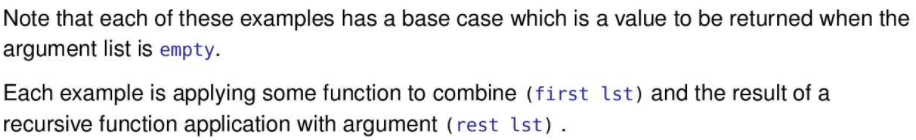 Note that each of these examples has a base case which is a value to be returned when the
argument list is empty.
Each example is applying some function to combine (first lst) and the result of a
recursive function application with argument (rest lst) .